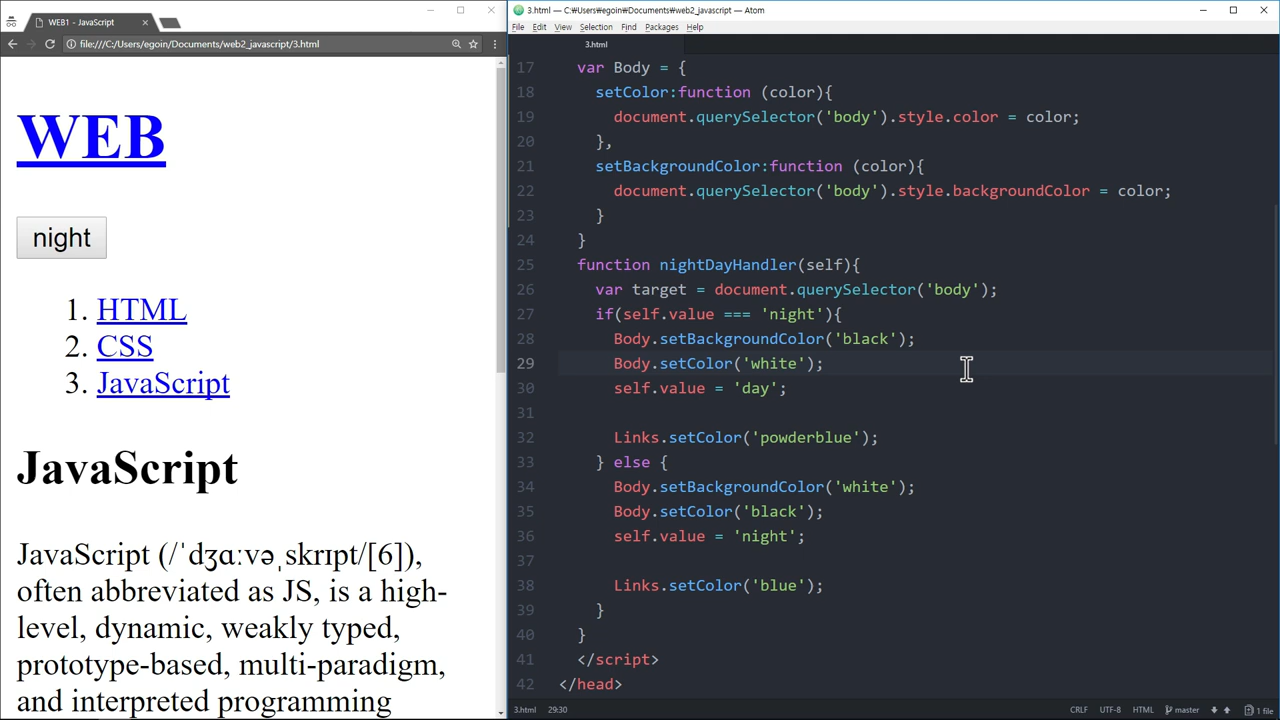 WEB1 - JavaScript
file:///C:/Users/egoin/Documents/web2_javascript/3.html
WEB
night
1. HTML
2. CSS
3. JavaScript
JavaScript
JavaScript (/ˈdʒɑːvəˌskrɪpt/[6]),
often abbreviated as JS, is a high-
level, dynamic, weakly typed,
prototype-based, multi-paradigm,
and interpreted programming
3.html — C:₩Users₩egoin₩Documents₩web2_javascript — Atom
File Edit View Selection Find Packages Help
3.html
17 var Body = {
18 setColor:function (color){
19 document.querySelector('body').style.color = color;
20 },
21 setBackgroundColor:function (color){
22 document.querySelector('body').style.backgroundColor = color;
23 }
24 }
25 function nightDayHandler(self){
26 var target = document.querySelector('body');
27 if(self.value === 'night'){
28 Body.setBackgroundColor('black');
29 Body.setColor('white');
30 self.value = 'day';
31
32 Links.setColor('powderblue');
33 } else {
34 Body.setBackgroundColor('white');
35 Body.setColor('black');
36 self.value = 'night';
37
38 Links.setColor('blue');
39 }
40 }
41 </script>
42 </head>
3.html 29:30 CRLF UTF-8 HTML master 1 file